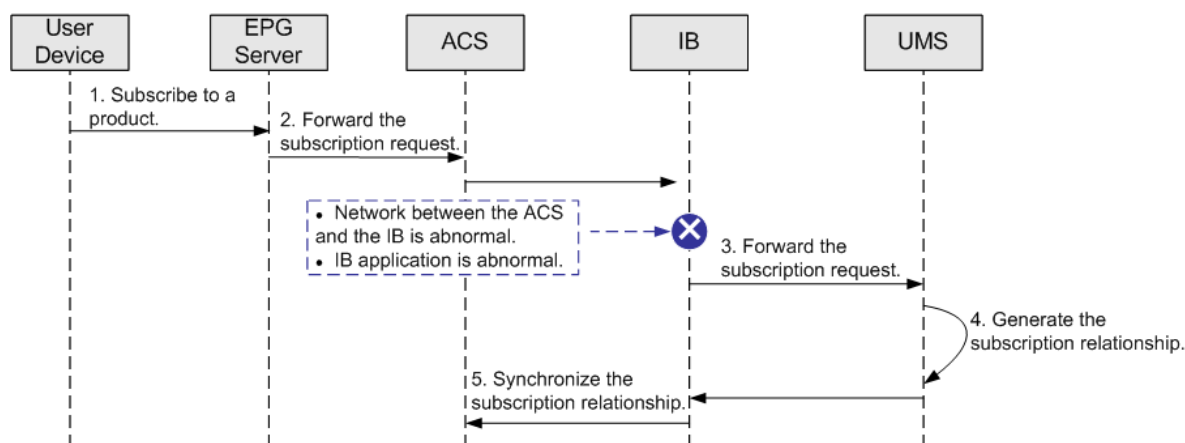 User
Device
EPG
Server
ACS
IB
UMS
1. Subscribe to a
product.
2. Forward the
subscription request.
• Network between the ACS
and the IB is abnormal.
• IB application is abnormal.
3. Forward the
subscription request.
4. Generate the
subscription relationship.
5. Synchronize the
subscription relationship.